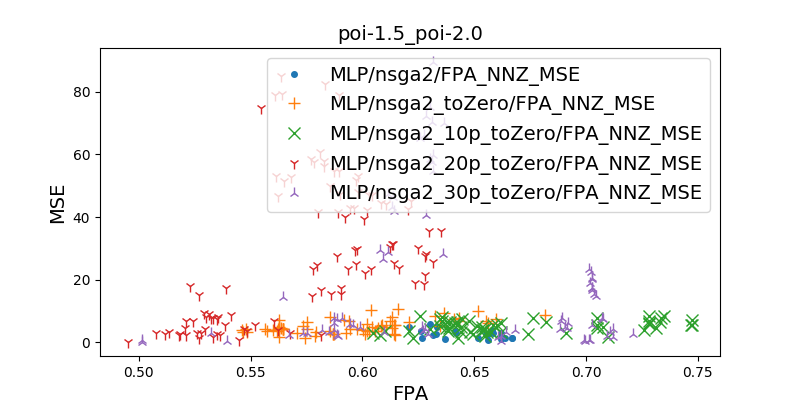 poi-1.5_poi-2.0
MLP/nsga2/FPA_NNZ_MSE
MLP/nsga2_toZero/FPA_NNZ_MSE
MLP/nsga2_10p_toZero/FPA_NNZ_MSE
MLP/nsga2_20p_toZero/FPA_NNZ_MSE
MLP/nsga2_30p_toZero/FPA_NNZ_MSE
MSE
80
60
40
20
0
0.50 0.55 0.60 0.65 0.70 0.75
FPA